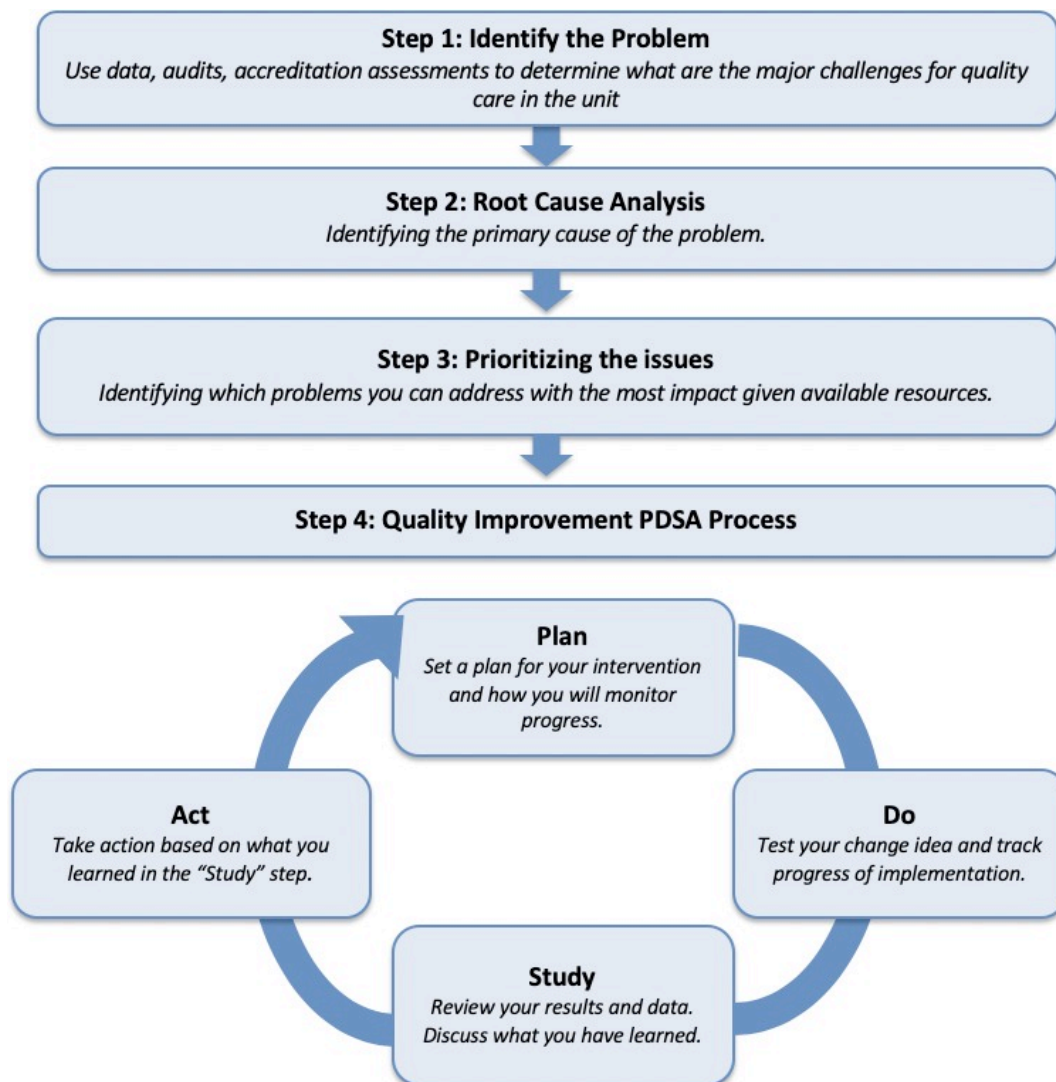 Step 1: Identify the Problem
Use data, audits, accreditation assessments to determine what are the major challenges for quality
care in the unit
Step 2: Root Cause Analysis
Identifying the primary cause of the problem.
Step 3: Prioritizing the issues
Identifying which problems you can address with the most impact given available resources.
Step 4: Quality Improvement PDSA Process
Plan
Set a plan for your intervention
and how you will monitor
progress.
Act
Take action based on what you
learned in the “Study” step.
Do
Test your change idea and track
progress of implementation.
Study
Review your results and data.
Discuss what you have learned.